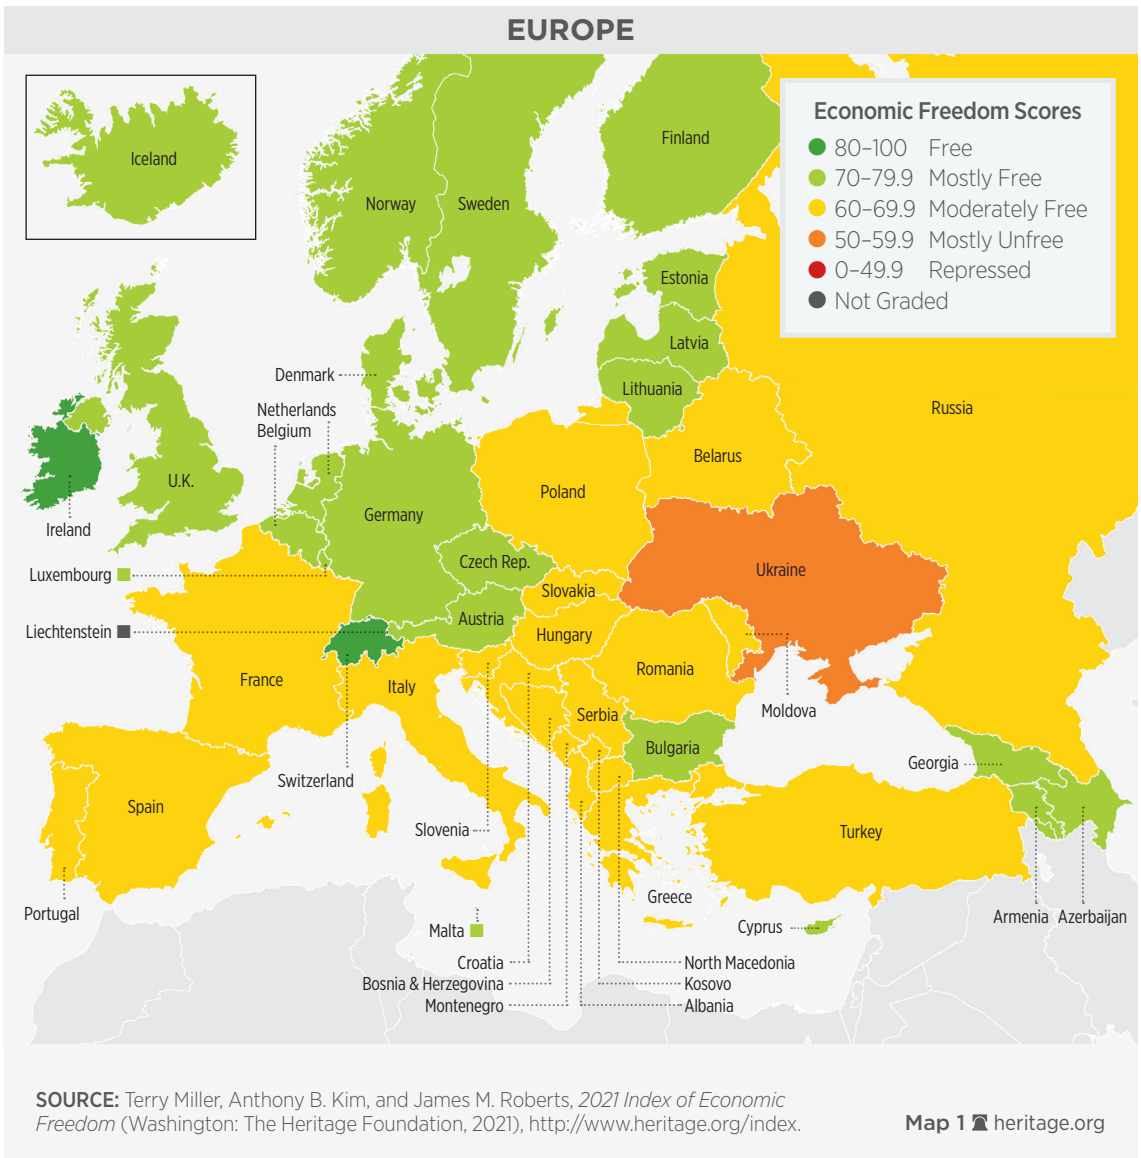 EUROPE
Iceland
Economic Freedom Scores
80–100 Free
70–79.9 Mostly Free
60–69.9 Moderately Free
50–59.9 Mostly Unfree
0–49.9 Repressed
Not Graded
Finland
Norway
Sweden
Estonia
Latvia
Denmark
Lithuania
Netherlands
Belgium
Russia
Belarus
U.K.
Poland
Germany
Ireland
Czech Rep.
Ukraine
Luxembourg
Slovakia
Austria
Liechtenstein
Hungary
Romania
France
Italy
Serbia
Moldova
Bulgaria
Georgia
Switzerland
Spain
Slovenia
Turkey
Greece
Portugal
Armenia
Azerbaijan
Malta
Cyprus
Croatia
North Macedonia
Bosnia & Herzegovina
Kosovo
Montenegro
Albania
SOURCE: Terry Miller, Anthony B. Kim, and James M. Roberts, 2021 Index of Economic
Freedom (Washington: The Heritage Foundation, 2021), http://www.heritage.org/index.
Map 1 heritage.org